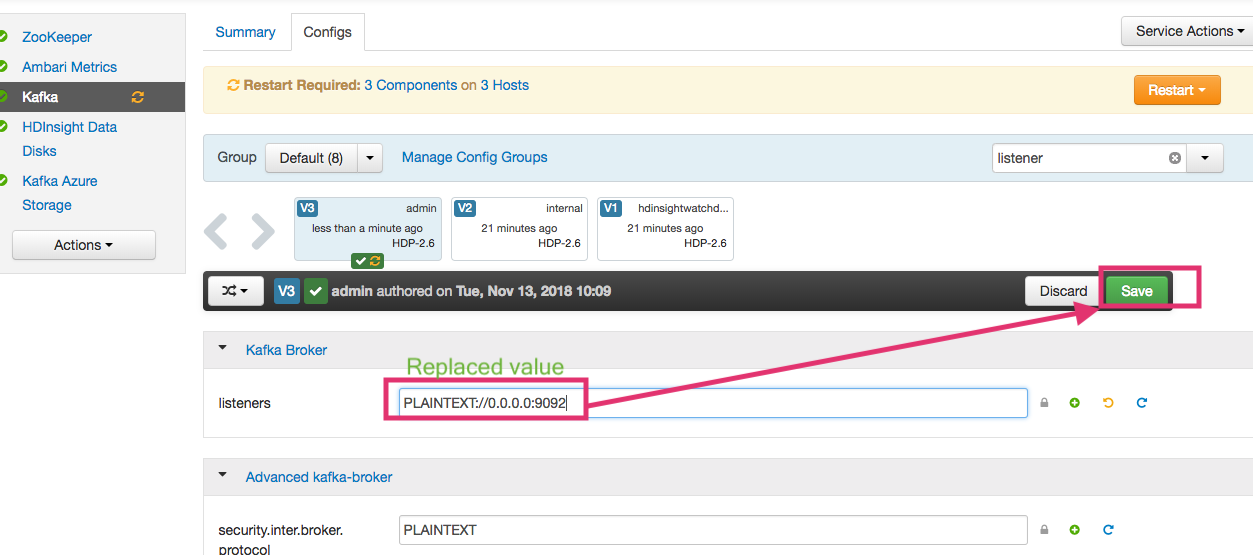 ZooKeeper
Ambari Metrics
Kafka
HDInsight Data
Disks
Kafka Azure
Storage
Actions
Summary
Configs
Service Actions
Restart Required: 3 Components on 3 Hosts
Restart
Group
Default (8)
Manage Config Groups
listener
V3
admin
less than a minute ago
HDP-2.6
V2
internal
21 minutes ago
HDP-2.6
V1
hdinsightwatchd...
21 minutes ago
HDP-2.6
V3
admin authored on Tue, Nov 13, 2018 10:09
Discard
Save
Kafka Broker
Replaced value
listeners
PLAINTEXT://0.0.0.0:9092
Advanced kafka-broker
security.inter.broker.
protocol
PLAINTEXT